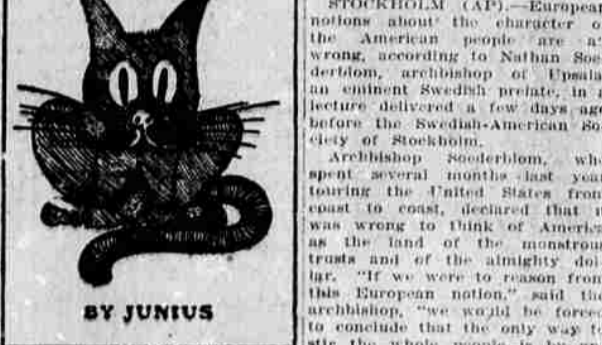 BY JUNIUS
STOCKHOLM (AP).—European
notions about the character o
the American people are a
wrong, according to Nathan Soe
derblom, archbishop of Upsala
an eminent Swedish prelate, in a
lecture delivered a few days ago
before the Swedish-American So
ciety of Stockholm.
Archbishop Soederblom, who
spent several months last year
touring the United States from
coast to coast, declared that i
was wrong to think of America
as the land of the monstrous
trusts and of the almighty dol
lar. "If we were to reason from
this European notion," said the
archbishop, "we would be forced
to conclude that the only way t
the whole people is by